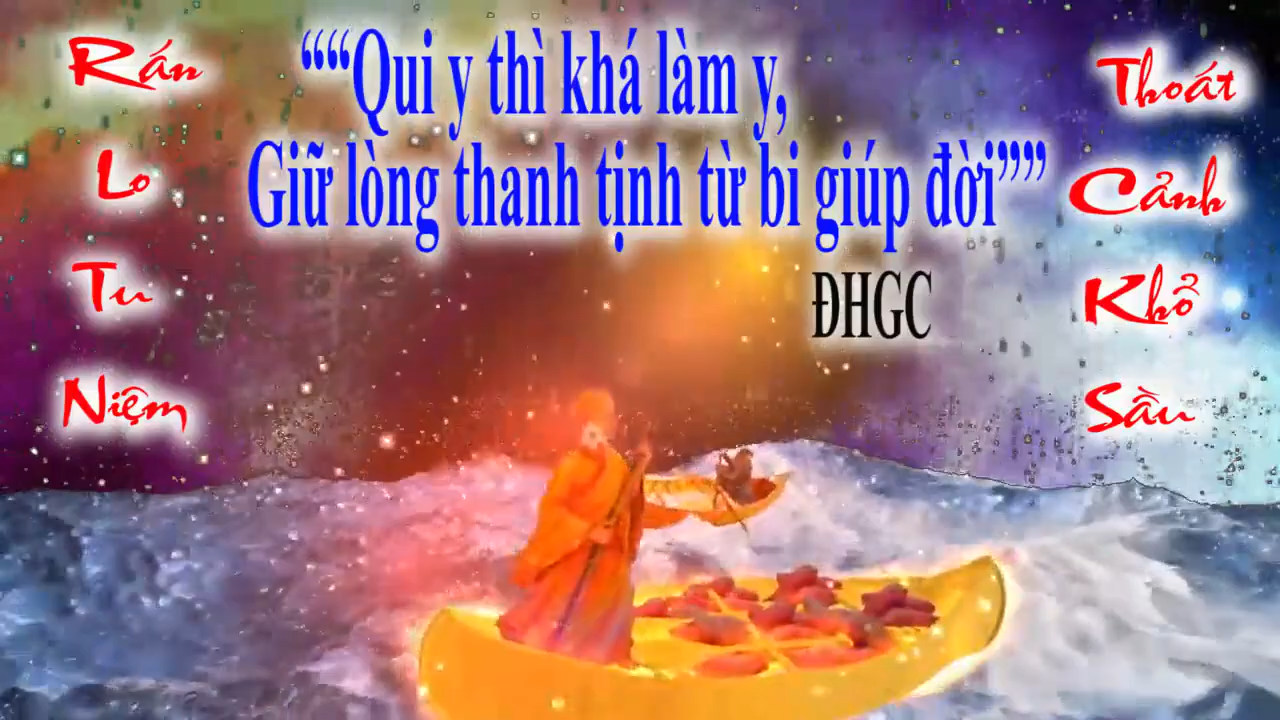 Rán
Lo
Tu
Niệm
““Qui y thì khá làm y,
Giữ lòng thanh tịnh từ bi giúp đời””
ĐHGC
Thoát
Cảnh
Khổ
Sầu